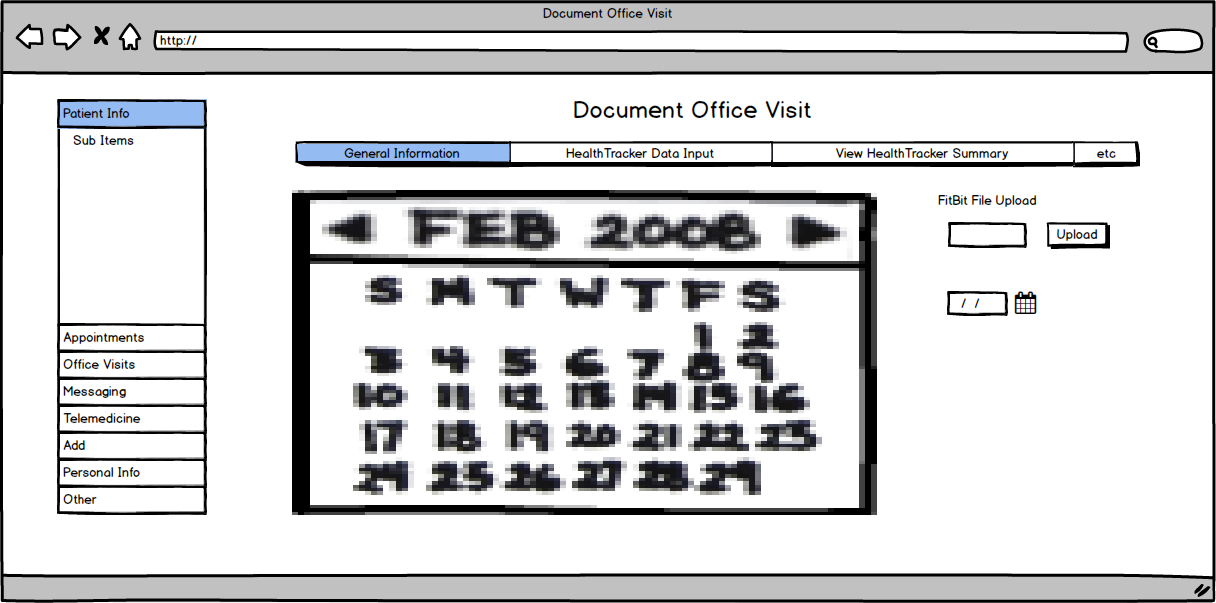 Document Office Visit
http://
Patient Info
Sub Items
Appointments
Office Visits
Messaging
Telemedicine
Add
Personal Info
Other
Document Office Visit
General Information HealthTracker Data Input View HealthTracker Summary etc
FEB 2008
S M T W T F S
1 2
3 4 5 6 7 8 9
10 11 12 13 14 15 16
17 18 19 20 21 22 23
24 25 26 27 28 29
FitBit File Upload
Upload
/ /